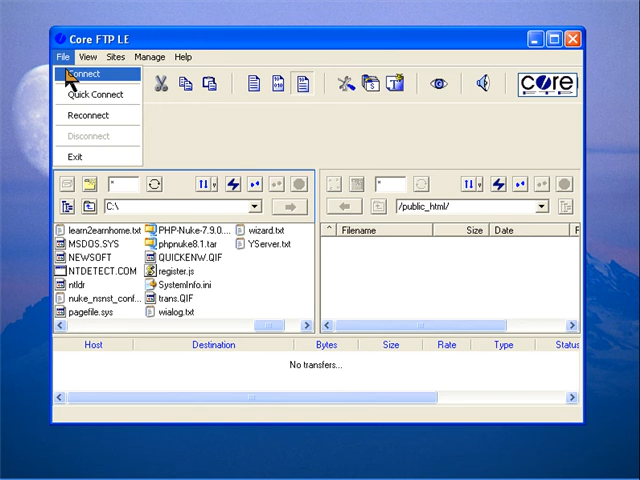 Core FTP LE
File View Sites Manage Help
Connect
Quick Connect
Reconnect
Disconnect
Exit
core
*
*
C:\
/public_html/
learn2earnhome.txt PHP-Nuke-7.9.0.... wizard.txt
MSDOS.SYS phpnuke8.1.tar YServer.txt
NEWSOFT QUICKENW.QIF
NTDETECT.COM register.js
ntldr SystemInfo.ini
nuke_nsnst_conf... trans.QIF
pagefile.sys wialog.txt
^ Filename Size Date F
Host Destination Bytes Size Rate Type Status
No transfers...